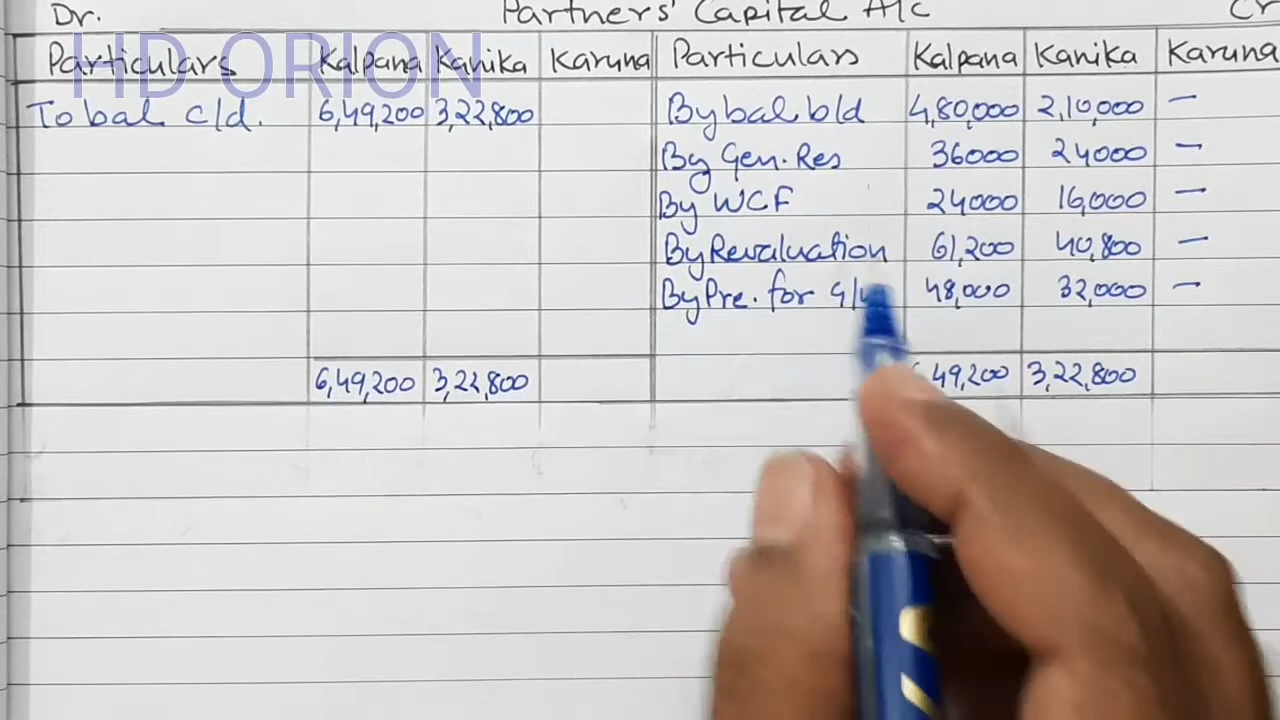 Dr. Partners' Capital A/c Cr
Particulars Kalpana Kanika Karuna Particulars Kalpana Kanika Karuna
HD ORION
To bal c/d. 6,49,200 3,22,800 By bal b/d 4,80,000 2,10,000 —
By Gen. Res 36000 24000 —
By WCF 24000 16,000 —
By Revaluation 61,200 40,800 —
By Pre. for 48,000 32,000 —
6,49,200 3,22,800 49,200 3,22,800